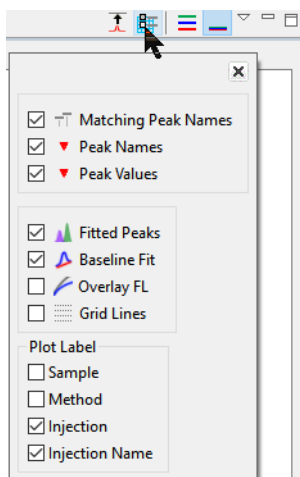 Matching Peak Names
Peak Names
Peak Values
Fitted Peaks
Baseline Fit
Overlay FL
Grid Lines
Plot Label
Sample
Method
Injection
Injection Name